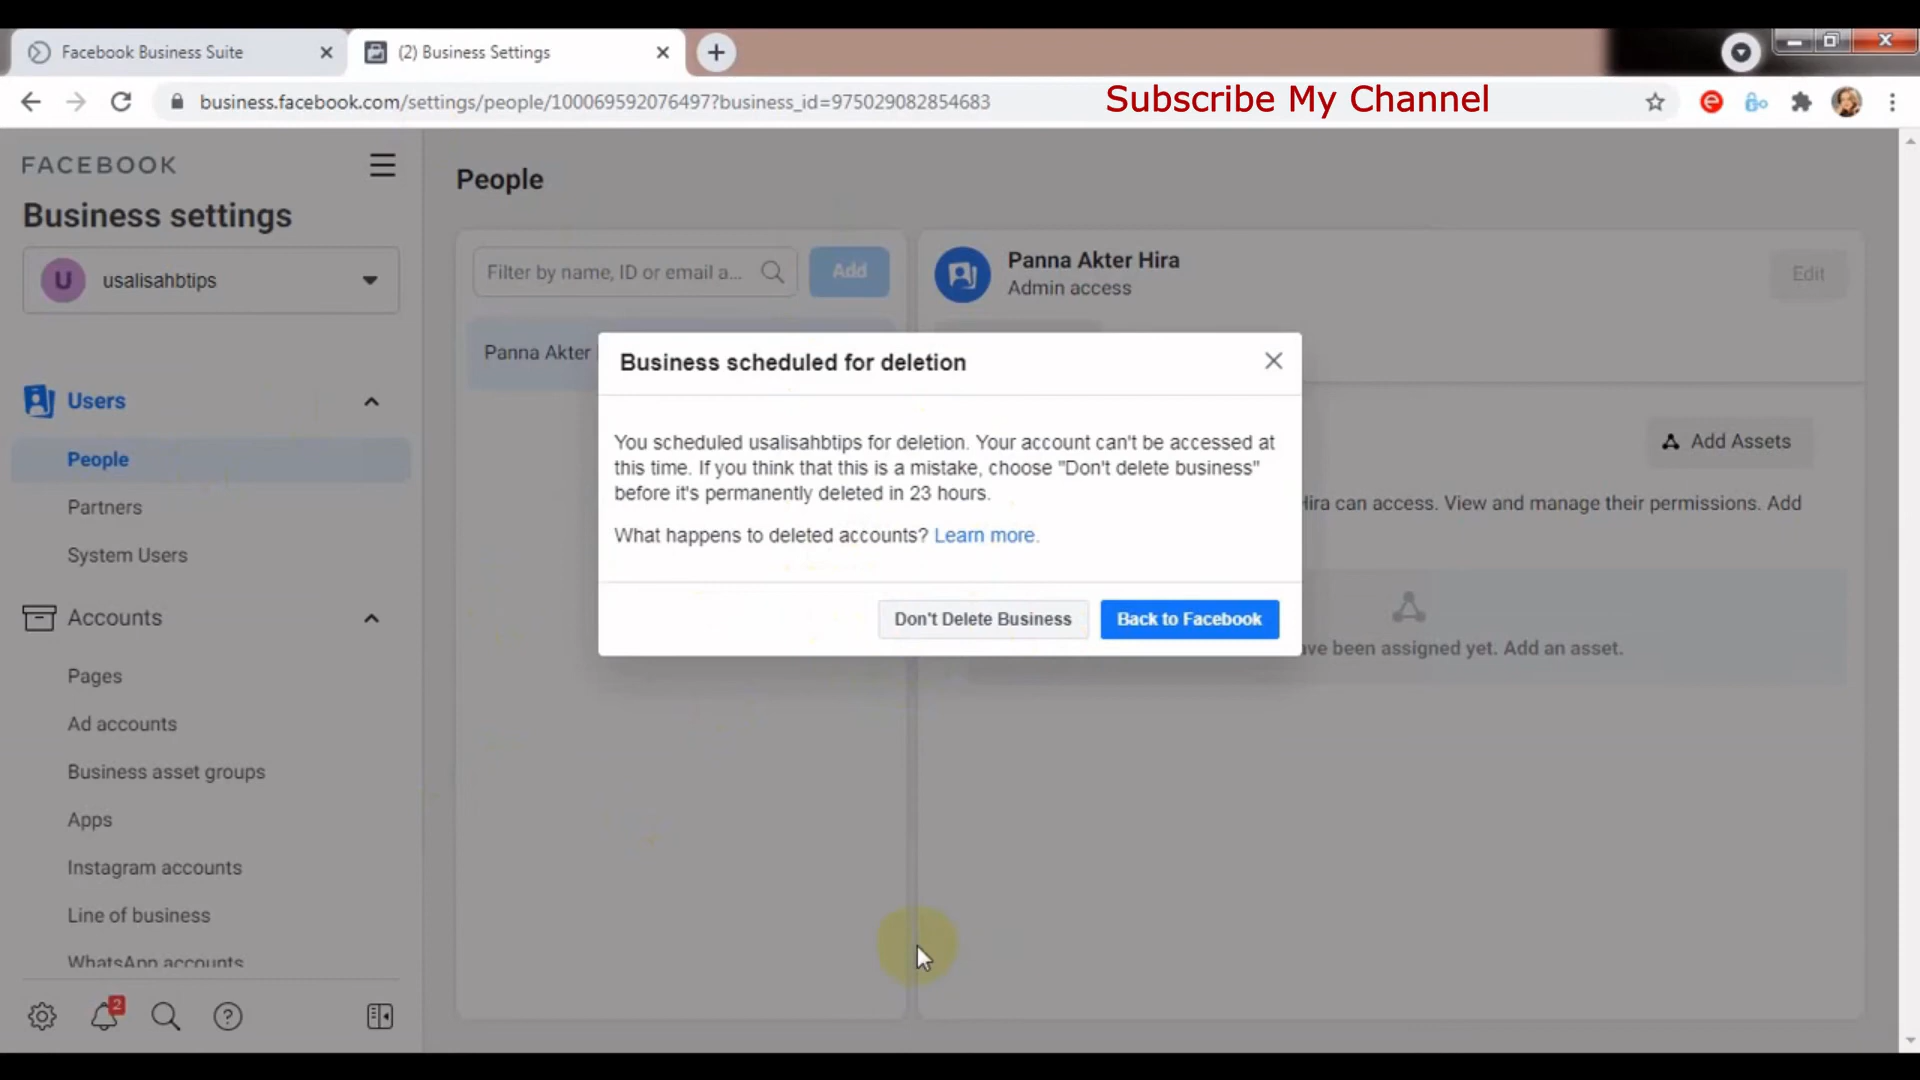 Facebook Business Suite
(2) Business Settings
business.facebook.com/settings/people/100069592076497?business_id=975029082854683
Subscribe My Channel
FACEBOOK
Business settings
U
usalisahbtips
Users
People
Partners
System Users
Accounts
Pages
Ad accounts
Business asset groups
Apps
Instagram accounts
Line of business
WhatsApp accounts
2
People
Filter by name, ID or email a...
Add
Panna Akter
Panna Akter Hira
Admin access
Edit
Add Assets
Hira can access. View and manage their permissions. Add
have been assigned yet. Add an asset.
Business scheduled for deletion
You scheduled usalisahbtips for deletion. Your account can't be accessed at
this time. If you think that this is a mistake, choose "Don't delete business"
before it's permanently deleted in 23 hours.
What happens to deleted accounts? Learn more.
Don't Delete Business
Back to Facebook